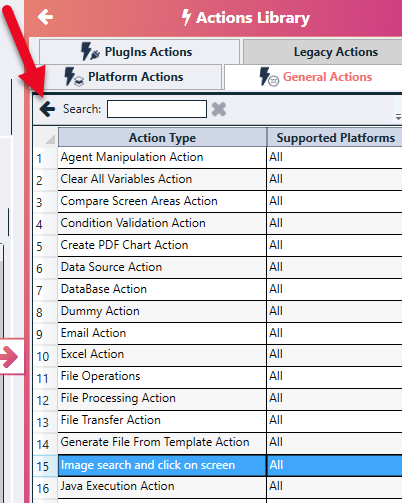 Actions Library
PlugIns Actions Legacy Actions
Platform Actions General Actions
Search:
Action Type Supported Platforms
1 Agent Manipulation Action All
2 Clear All Variables Action All
3 Compare Screen Areas Action All
4 Condition Validation Action All
5 Create PDF Chart Action All
6 Data Source Action All
7 DataBase Action All
8 Dummy Action All
9 Email Action All
10 Excel Action All
11 File Operations All
12 File Processing Action All
13 File Transfer Action All
14 Generate File From Template Action All
15 Image search and click on screen All
16 Java Execution Action All